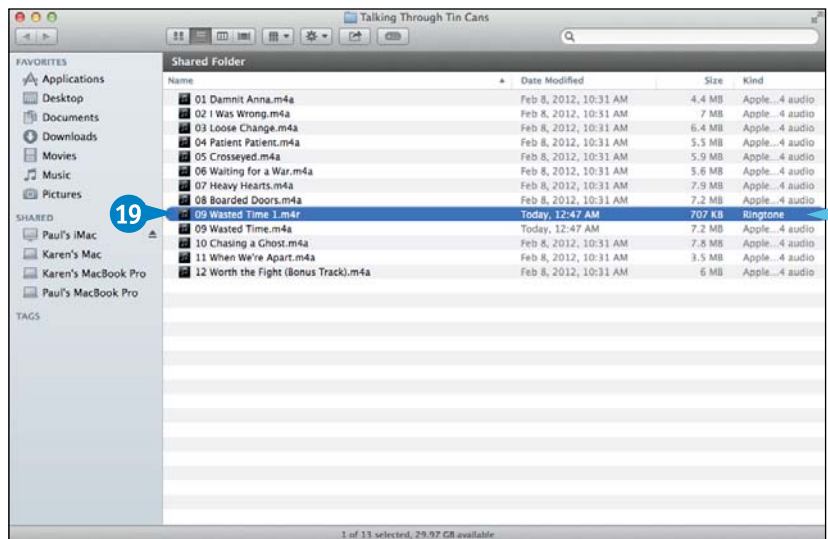 Talking Through Tin Cans
FAVORITES
Applications
Desktop
Documents
Downloads
Movies
Music
Pictures
SHARED
Paul's iMac
Karen's Mac
Karen's MacBook Pro
Paul's MacBook Pro
TAGS
Shared Folder
Name Date Modified Size Kind
01 Damnit Anna.m4a Feb 8, 2012, 10:31 AM 4.4 MB Apple...4 audio
02 I Was Wrong.m4a Feb 8, 2012, 10:31 AM 7 MB Apple...4 audio
03 Loose Change.m4a Feb 8, 2012, 10:31 AM 6.4 MB Apple...4 audio
04 Patient Patient.m4a Feb 8, 2012, 10:31 AM 5.5 MB Apple...4 audio
05 Crosseyed.m4a Feb 8, 2012, 10:31 AM 5.9 MB Apple...4 audio
06 Waiting for a War.m4a Feb 8, 2012, 10:31 AM 5.6 MB Apple...4 audio
07 Heavy Hearts.m4a Feb 8, 2012, 10:31 AM 7.9 MB Apple...4 audio
08 Boarded Doors.m4a Feb 8, 2012, 10:31 AM 7.2 MB Apple...4 audio
19 09 Wasted Time 1.m4r Today, 12:47 AM 707 KB Ringtone
09 Wasted Time.m4a Today, 12:47 AM 7.2 MB Apple...4 audio
10 Chasing a Ghost.m4a Feb 8, 2012, 10:31 AM 7.8 MB Apple...4 audio
11 When We're Apart.m4a Feb 8, 2012, 10:31 AM 3.5 MB Apple...4 audio
12 Worth the Fight (Bonus Track).m4a Feb 8, 2012, 10:31 AM 6 MB Apple...4 audio
1 of 13 selected, 29.97 GB available